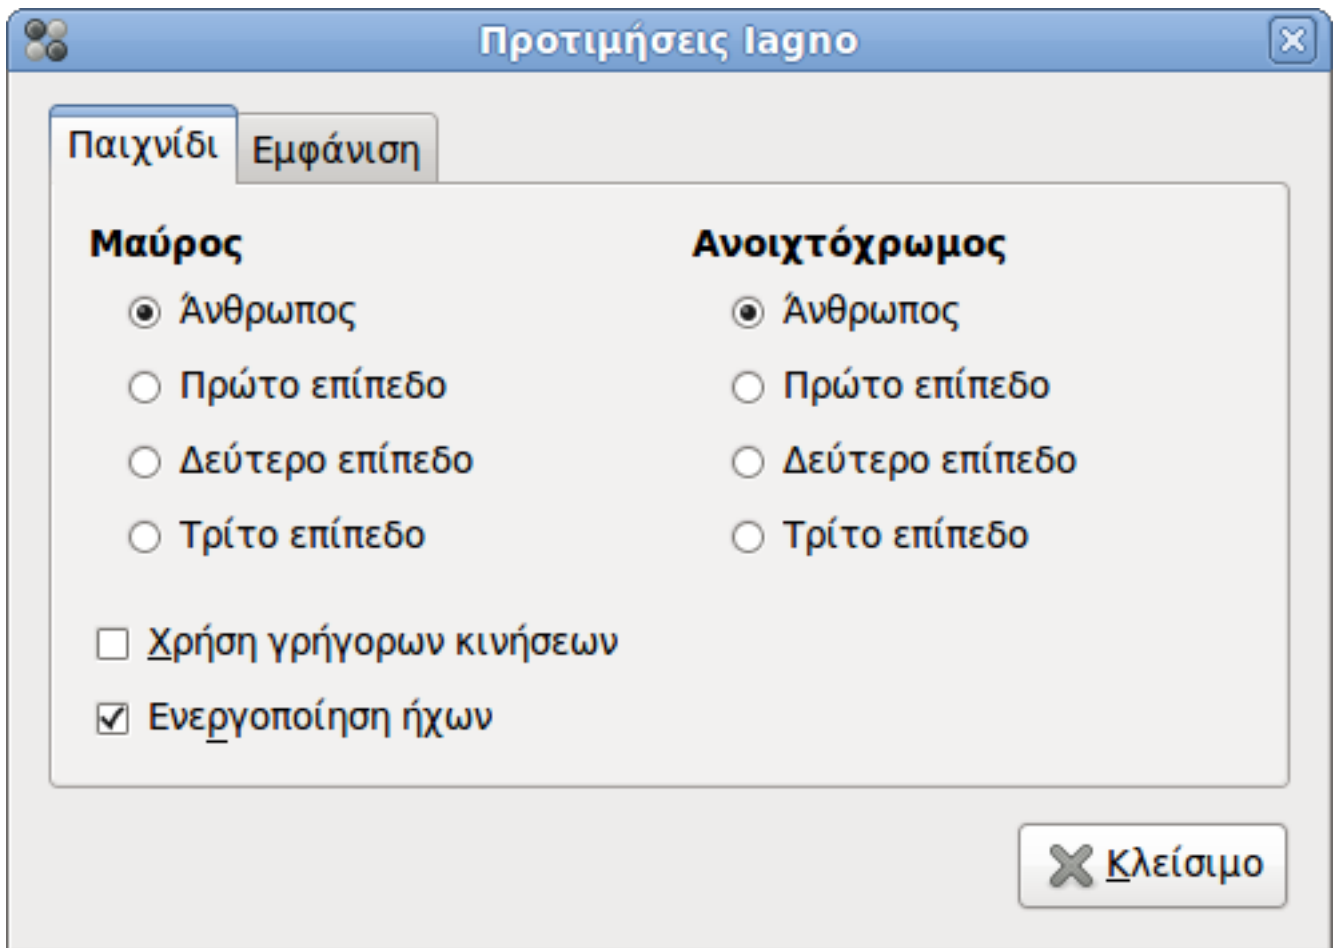 Προτιμήσεις Iagno
Παιχνίδι Εμφάνιση
Μαύρος Ανοιχτόχρωμος
Άνθρωπος Άνθρωπος
Πρώτο επίπεδο Πρώτο επίπεδο
Δεύτερο επίπεδο Δεύτερο επίπεδο
Τρίτο επίπεδο Τρίτο επίπεδο
Χρήση γρήγορων κινήσεων
Ενεργοποίηση ήχων
Κλείσιμο